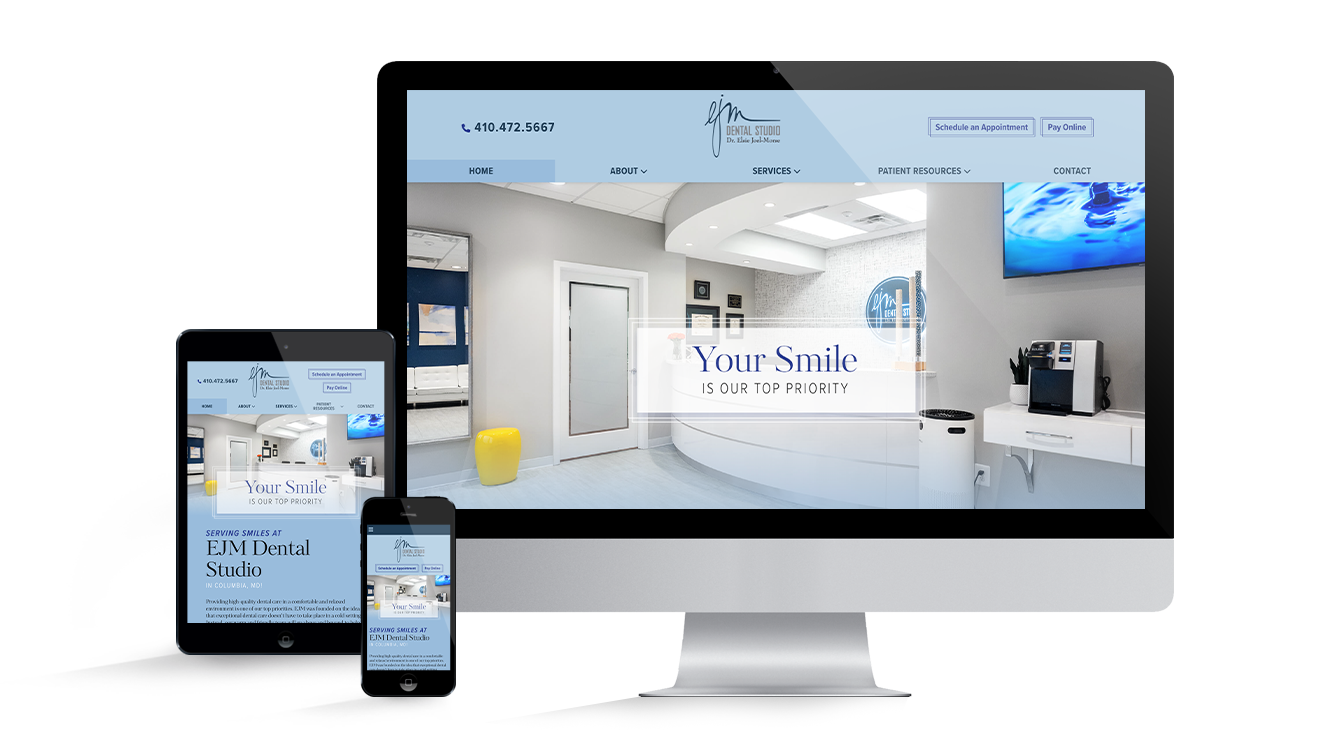 410.472.5667
ejm
DENTAL STUDIO
Dr. Elsie Joel-Morse
Schedule an Appointment
Pay Online
HOME
ABOUT
SERVICES
PATIENT RESOURCES
CONTACT
ejm
Your Smile
IS OUR TOP PRIORITY
410.472.5667
ejm
DENTAL STUDIO
Schedule an Appointment
Pay Online
HOME
ABOUT
SERVICES
PATIENT
RESOURCES
CONTACT
Your Smile
IS OUR TOP PRIORITY
SERVING SMILES AT
EJM Dental
Studio
IN COLUMBIA, MD!
Providing high-quality dental care in a comfortable and relaxed
environment is one of our top priorities. EJM was founded on the idea
that exceptional dental care doesn't have to take place in a cold setting.
ejm
DENTAL STUDIO
Schedule an Appointment
Pay Online
Your Smile
IS OUR TOP PRIORITY
SERVING SMILES AT
EJM Dental Studio
IN COLUMBIA, MD!